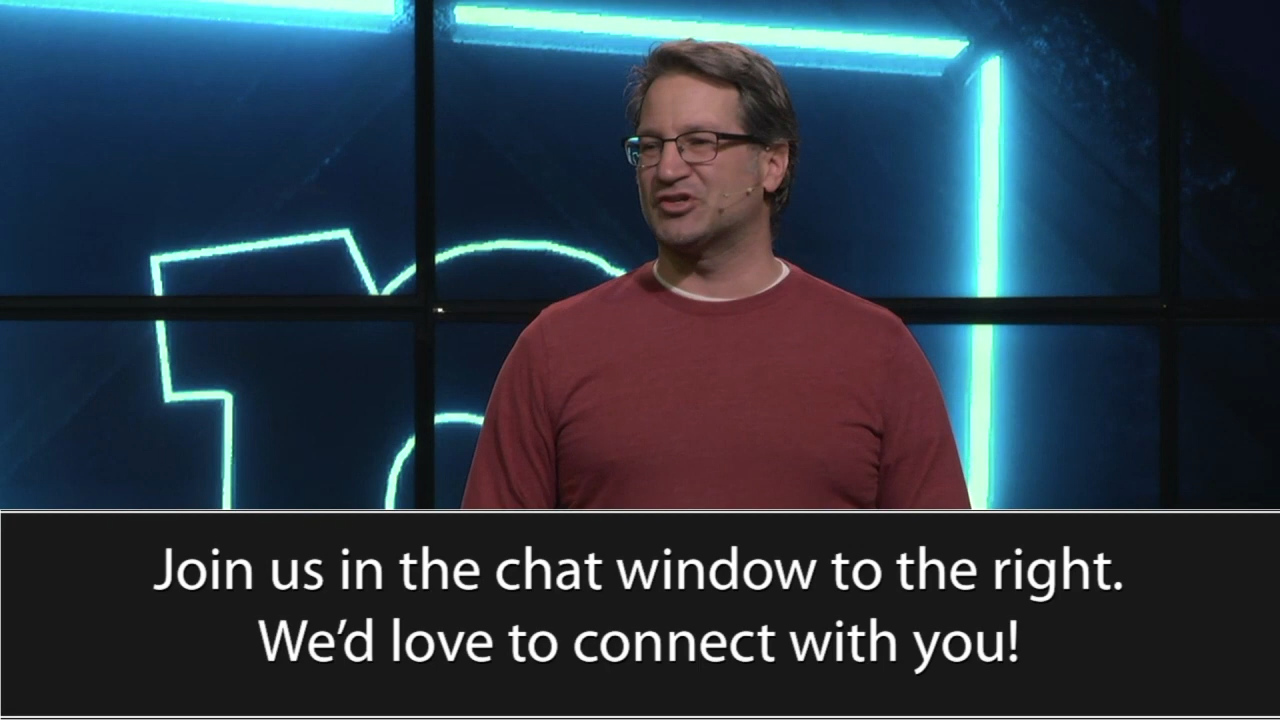 Join us in the chat window to the right.
We’d love to connect with you!